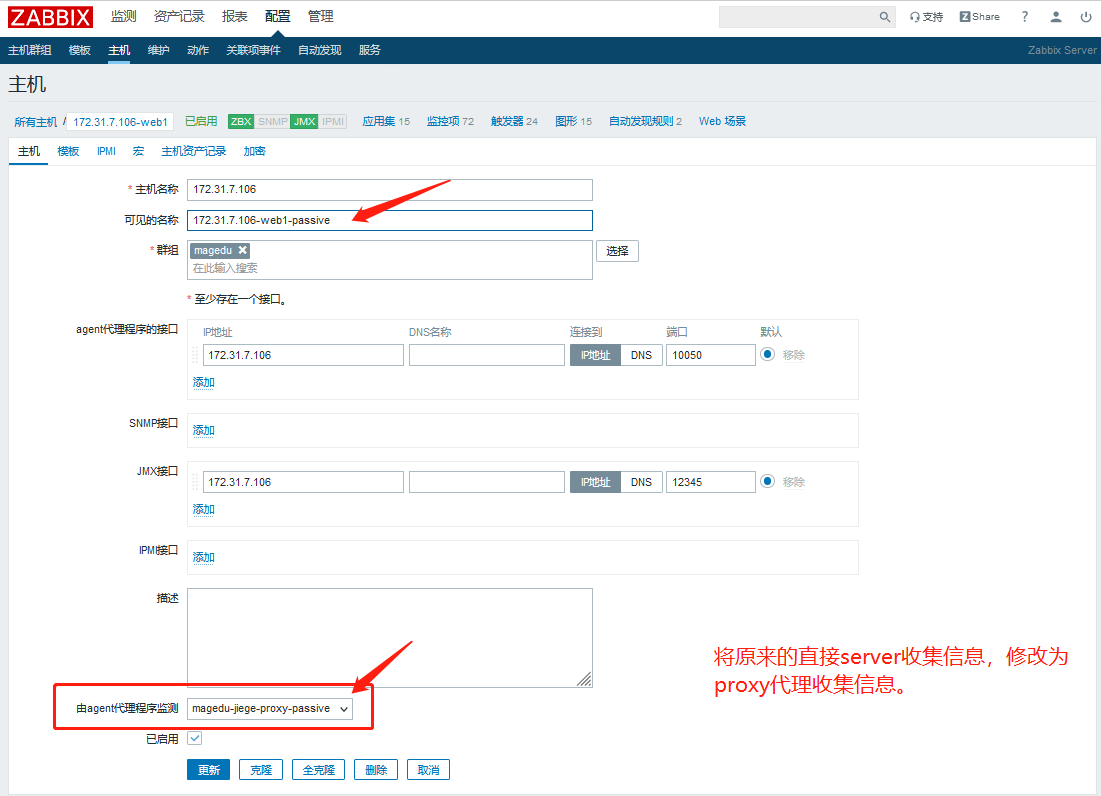 ZABBIX 监测 资产记录 报表 配置 管理 支持 Z Share ?
主机群组 模板 主机 维护 动作 关联项事件 自动发现 服务 Zabbix Server
主机
所有主机 / 172.31.7.106-web1 已启用 ZBX SNMP JMX IPMI 应用集 15 监控项 72 触发器 24 图形 15 自动发现规则 2 Web 场景
主机 模板 IPMI 宏 主机资产记录 加密
* 主机名称 172.31.7.106
可见的名称 172.31.7.106-web1-passive
* 群组 magedu 选择
在此输入搜索
* 至少存在一个接口。
agent代理程序的接口 IP地址 DNS名称 连接到 端口 默认
172.31.7.106 IP地址 DNS 10050 移除
添加
SNMP接口 添加
JMX接口
172.31.7.106 IP地址 DNS 12345 移除
添加
IPMI接口 添加
描述
将原来的直接server收集信息，修改为
proxy代理收集信息。
由agent代理程序监测 magedu-jiege-proxy-passive
已启用
更新 克隆 全克隆 删除 取消